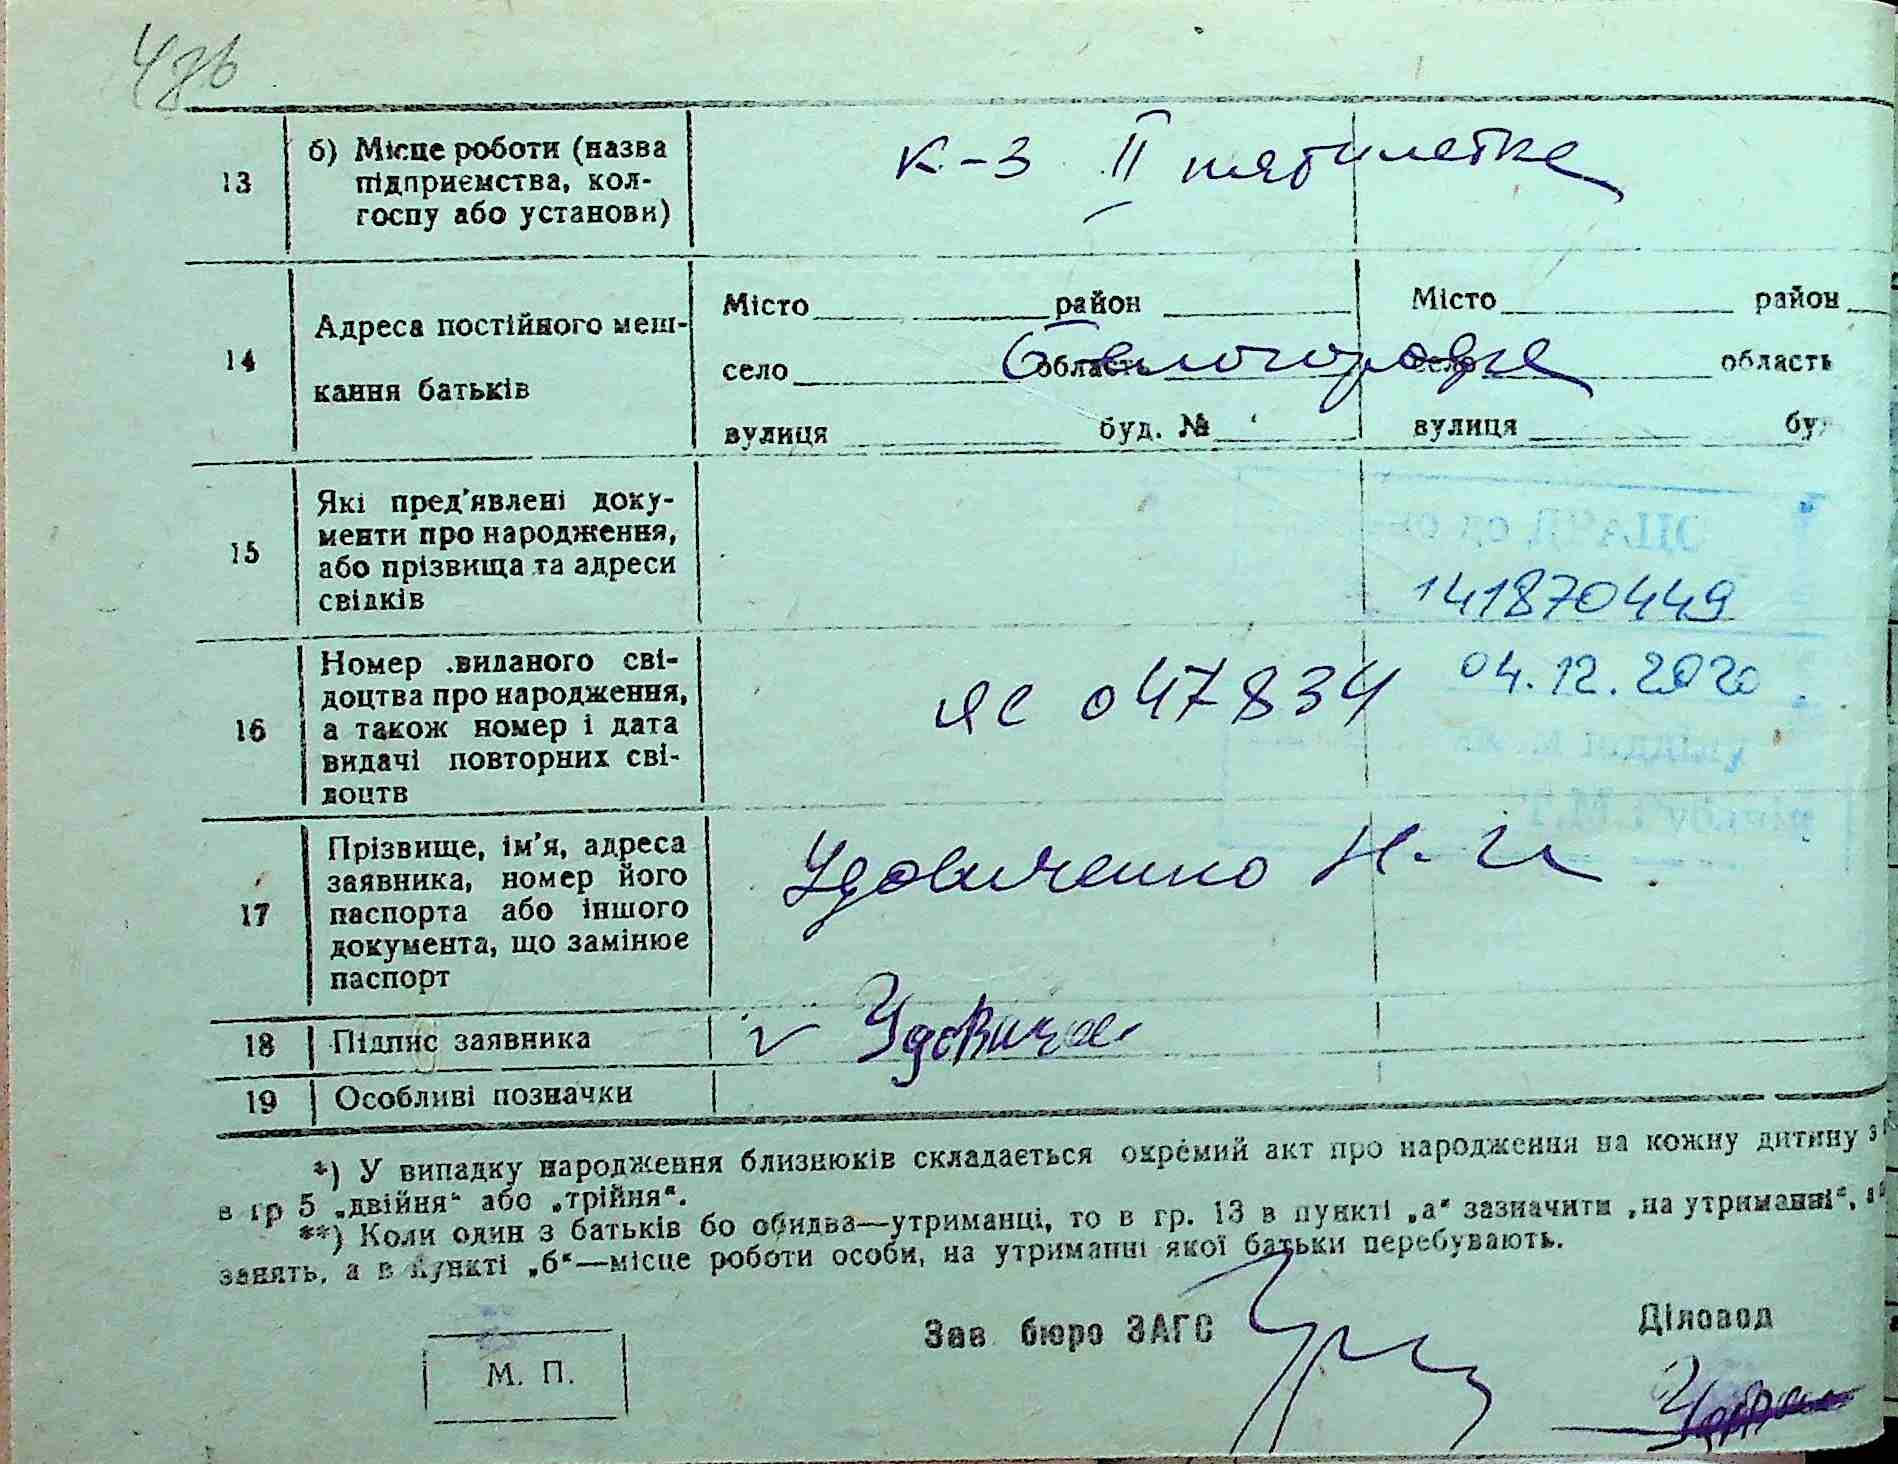 4зв
13
б) Місце роботи (назва
підприємства, кол-
госпу або установи)
К-з II пятилетка
14
Адреса постійного меш-
кання батьків
Місто район Місто район
село область село область
Белогородка
вулиця буд. № вулиця бу
15
Які пред'явлені доку-
менти про народження,
або прізвища та адреси
свідків
141870449
16
Номер виданого сві-
доцтва про народження,
а також номер і дата
видачі повторних сві-
доцтв
ЯС 047834
04.12.2020
17
Прізвище, ім'я, адреса
заявника, номер його
паспорта або іншого
документа, що замінює
паспорт
Удовиченко Н. И
18
Підпис заявника
19
Особливі позначки
*) У випадку народження близнюків складається окремий акт про народження на кожну дитину з
в гр 5 „двійня“ або „трійня“.
**) Коли один з батьків бо обидва—утриманці, то в гр. 13 в пункті „а“ зазначити „на утриманні“,
занять, а в пункті „б“—місце роботи особи, на утриманні якої батьки перебувають.
Зав бюро ЗАГС
Діловод
М. П.